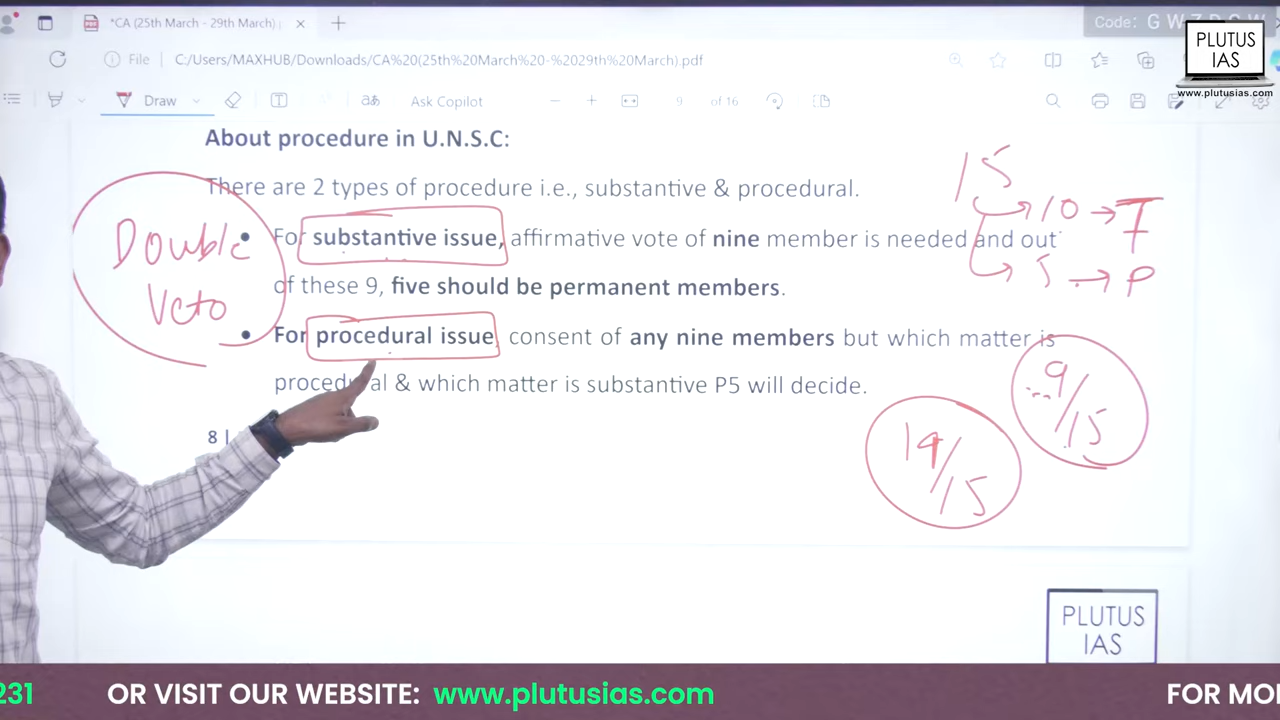 *CA (25th March - 29th March)
Code: G W Z D G W
PLUTUS
IAS
www.plutusias.com
File
C:/Users/MAXHUB/Downloads/CA%20(25th%20March%20-%2029th%20March).pdf
Draw
Ask Copilot
9
of 16
About procedure in U.N.S.C:
There are 2 types of procedure i.e., substantive & procedural.
• For substantive issue, affirmative vote of nine member is needed and out
of these 9, five should be permanent members.
• For procedural issue, consent of any nine members but which matter is
procedural & which matter is substantive P5 will decide.
8 |
Double
Veto
15
10 → T
5 → P
9/15
14/15
PLUTUS
IAS
231
OR VISIT OUR WEBSITE: www.plutusias.com
FOR MO